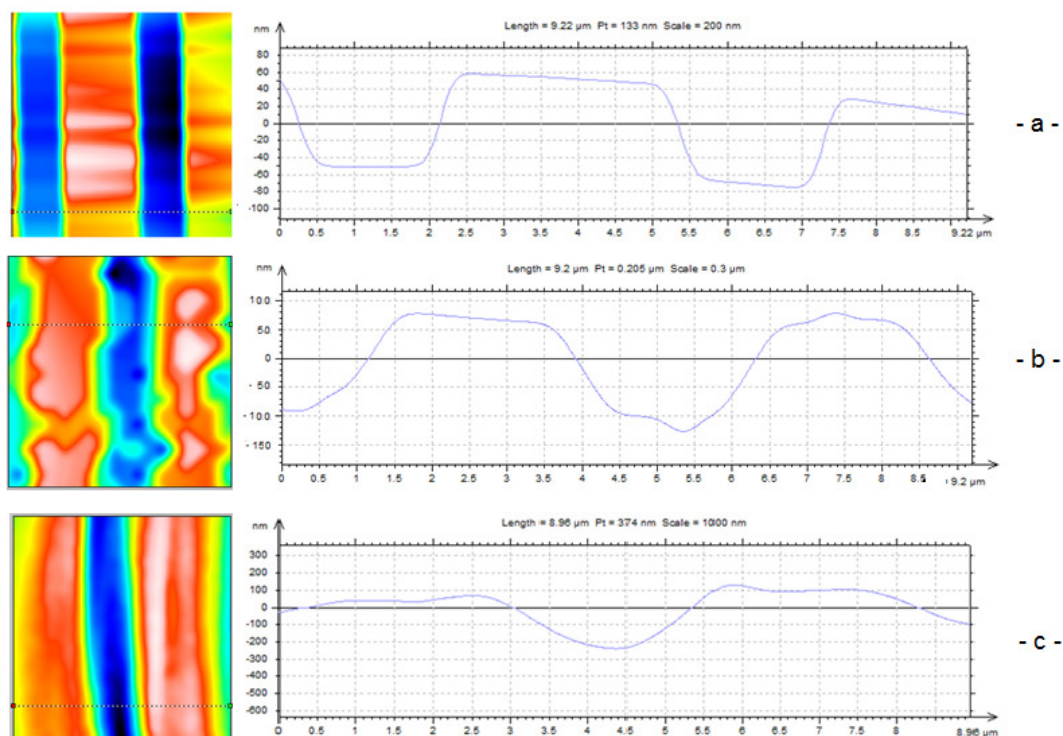 Length = 9.22 µm Pt = 133 nm Scale = 200 nm
nm
80
60
40
20
0
-20
-40
-60
-80
-100
0 0.5 1 1.5 2 2.5 3 3.5 4 4.5 5 5.5 6 6.5 7 7.5 8 8.5 9.22 µm
- a -
Length = 9.2 µm Pt = 0.205 µm Scale = 0.3 µm
nm
10.0
5.0
0
- 50
-10.0
- 150
0 0.5 1 1.5 2 2.5 3 3.5 4 4.5 5 5.5 6 6.5 7 7.5 8 8.5 9.2 µm
- b -
Length = 8.96 µm Pt = 374 nm Scale = 1000 nm
nm
300
200
100
0
-100
-200
-300
-400
-500
-600
0 0.5 1 1.5 2 2.5 3 3.5 4 4.5 5 5.5 6 6.5 7 7.5 8 8.96 µm
- c -